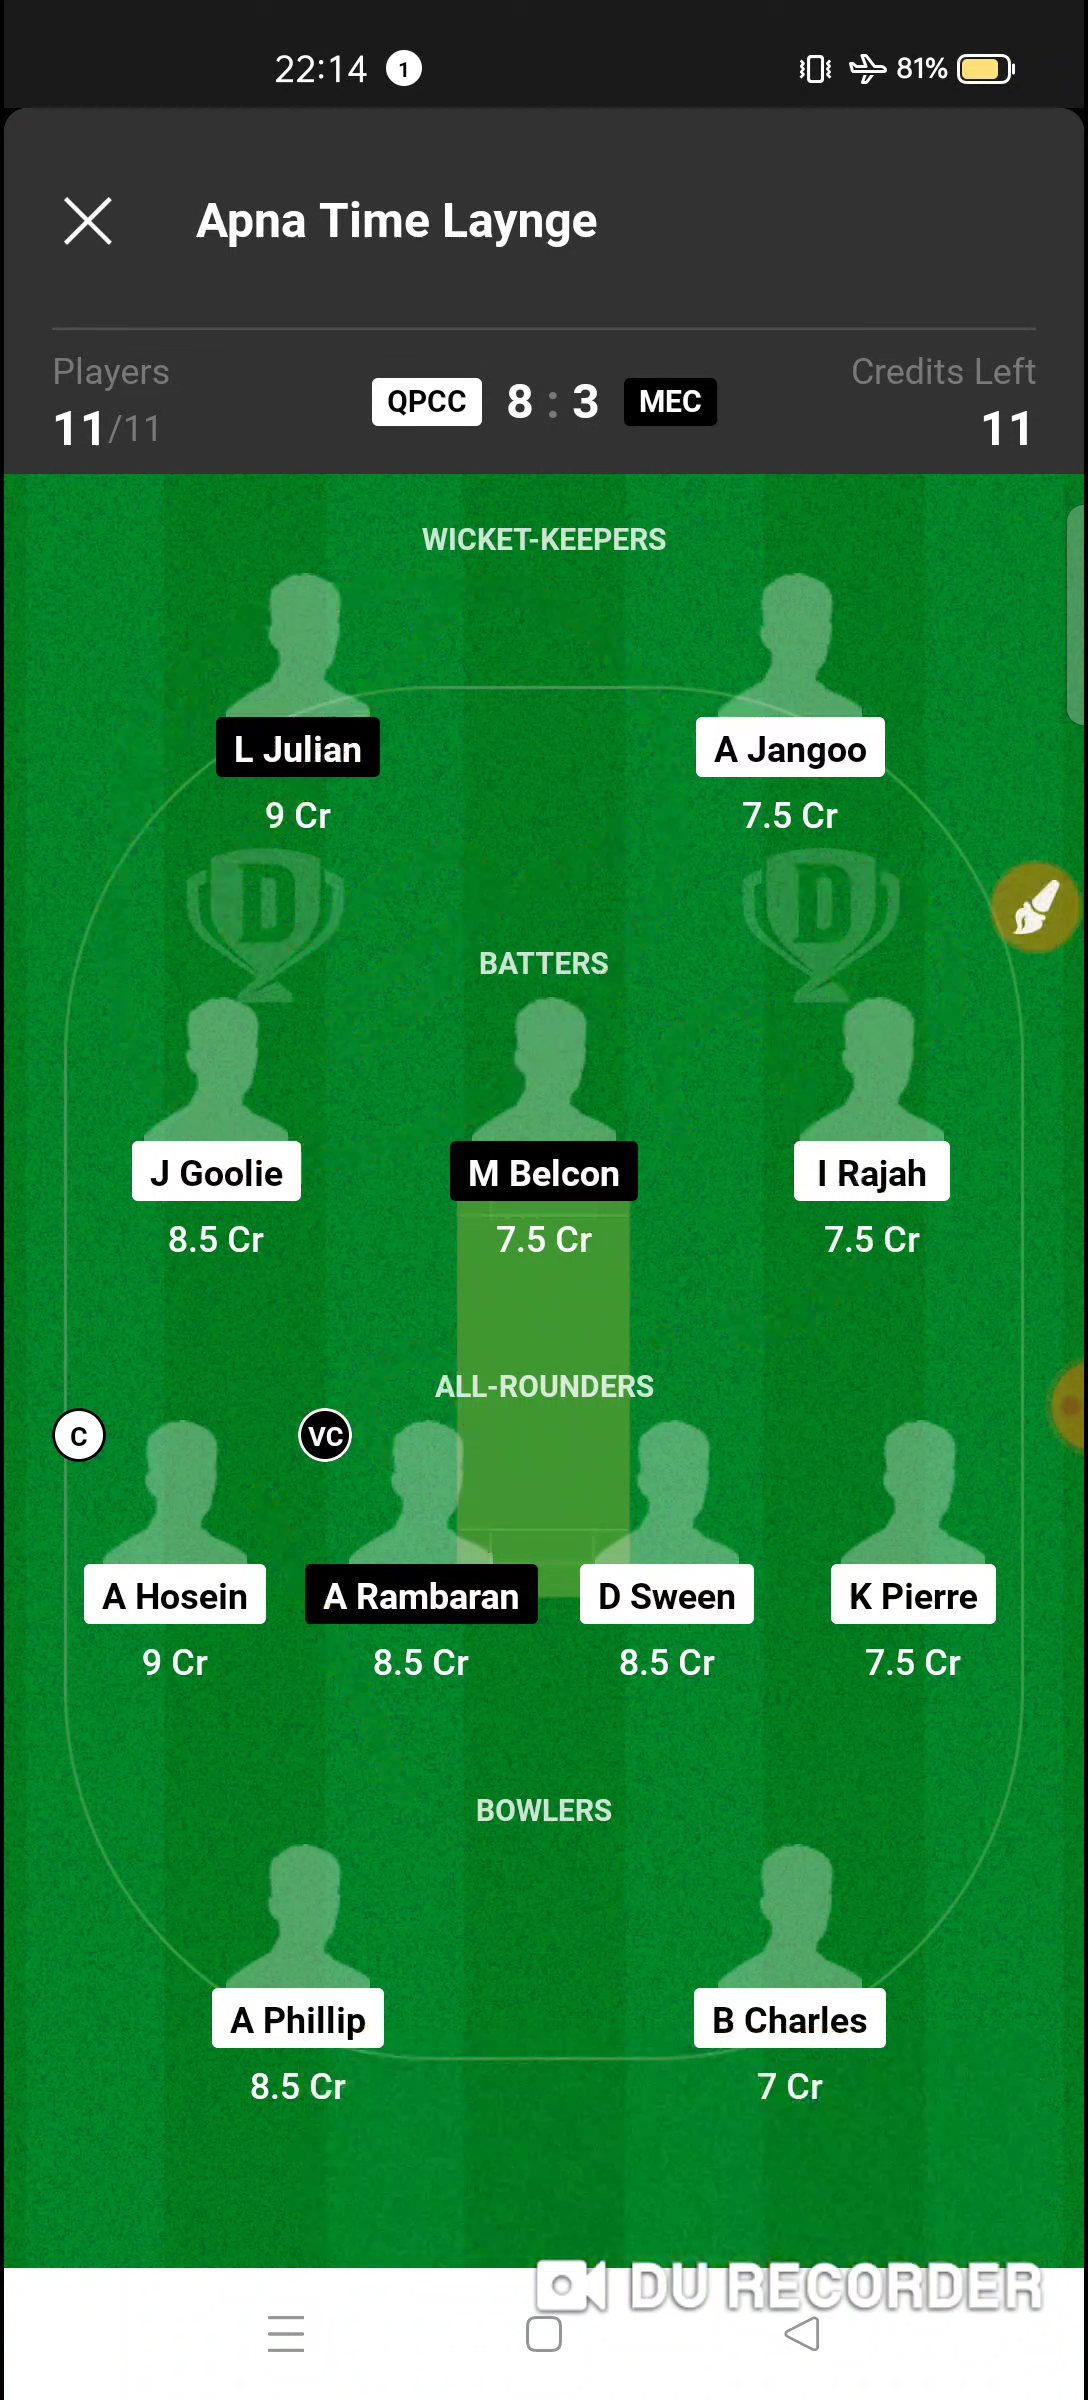 22:14 1 81%
Apna Time Laynge
Players Credits Left
11/11 QPCC 8 : 3 MEC 11
WICKET-KEEPERS
L Julian A Jangoo
9 Cr 7.5 Cr
D D
BATTERS
J Goolie M Belcon I Rajah
8.5 Cr 7.5 Cr 7.5 Cr
ALL-ROUNDERS
C VC
A Hosein A Rambaran D Sween K Pierre
9 Cr 8.5 Cr 8.5 Cr 7.5 Cr
BOWLERS
A Phillip B Charles
8.5 Cr 7 Cr
DU RECORDER